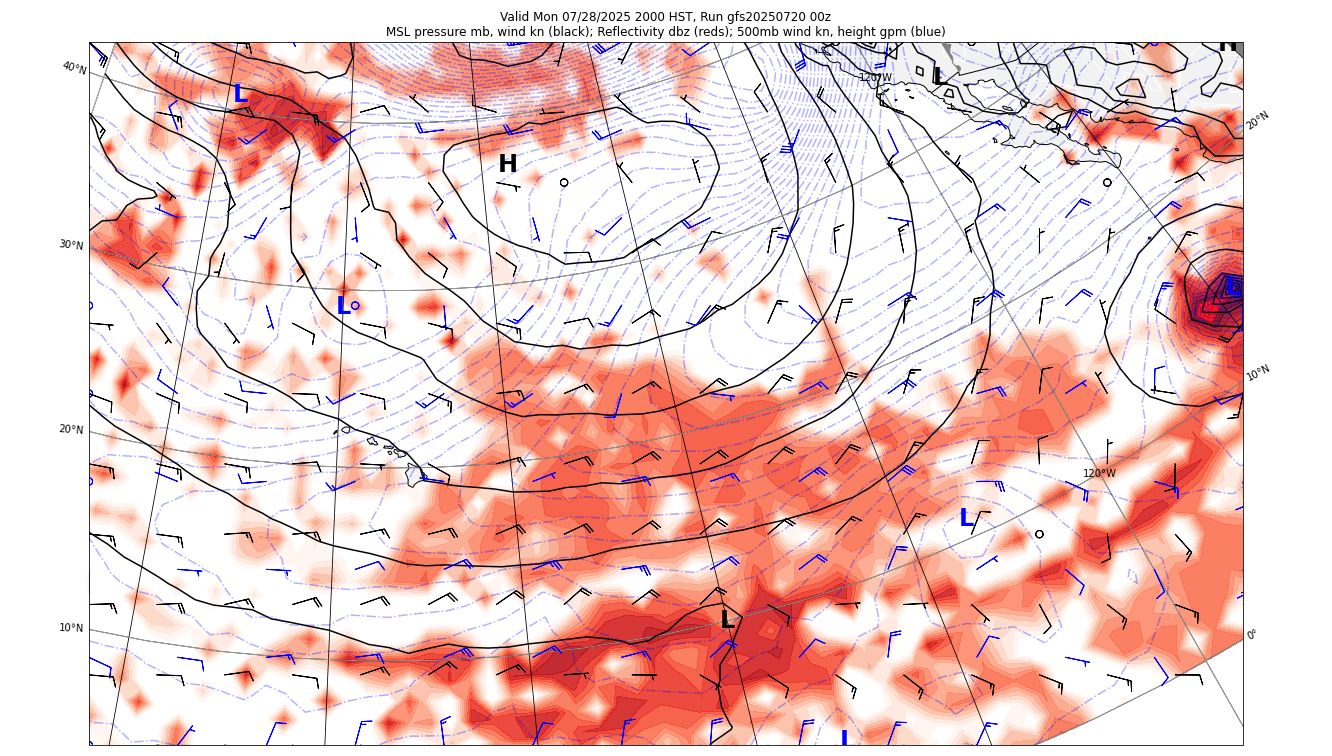 Valid Mon 07/28/2025 2000 HST, Run gfs20250720 00z
MSL pressure mb, wind kn (black); Reflectivity dbz (reds); 500mb wind kn, height gpm (blue)
H
40°N
L
120°W
L
20°N
H
30°N
L
L
10°N
20°N
120°W
L
10°N
L
0°
L